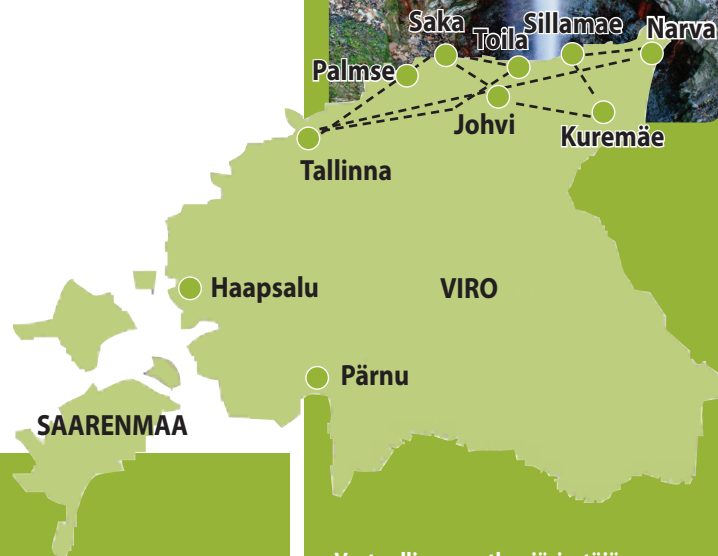 Saka
Toila
Sillamae
Narva
Palmse
Johvi
Kuremäe
Tallinna
Haapsalu
VIRO
Pärnu
SAARENMAA